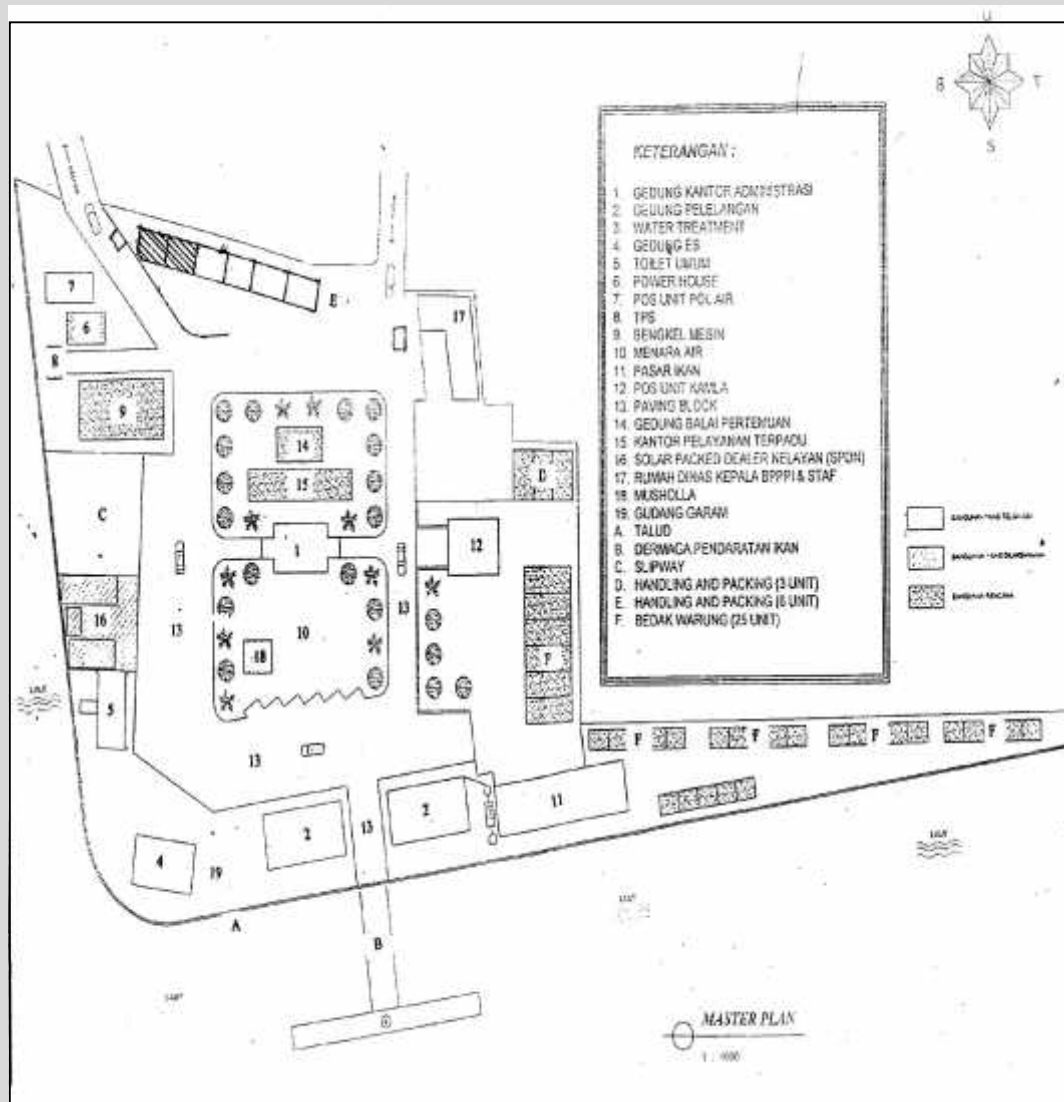 U
B T
S
KETERANGAN :
1 GEDUNG KANTOR ADMINISTRASI
2 GEDUNG PELELANGAN
3 WATER TREATMENT
4 GEDUNG ES
5 TOILET UMUM
6 POWER HOUSE
7 POS UNIT POL AIR
8 TPS
9 BENGKEL MESIN
10 MENARA AIR
11 PASAR IKAN
12 POS UNIT KAMLA
13 PAVING BLOCK
14 GEDUNG BALAI PERTEMUAN
15 KANTOR PELAYANAN TERPADU
16 SOLAR PACKED DEALER NELAYAN (SPDN)
17 RUMAH DINAS KEPALA BPPPI & STAF
18 MUSHOLLA
19 GUDANG GARAM
A. TALUD
B. DERMAGA PENDARATAN IKAN
C. SLIPWAY
D. HANDLING AND PACKING (3 UNIT)
E. HANDLING AND PACKING (6 UNIT)
F. BEDAK WARUNG (25 UNIT)
7
E
17
6
8
9
14
15
D
C
1
12
16
13
10
13
F
18
LAUT
5
F F F F
13
11
2
13
2
4
19
LAUT
A
LAUT
B
LAUT
MASTER PLAN